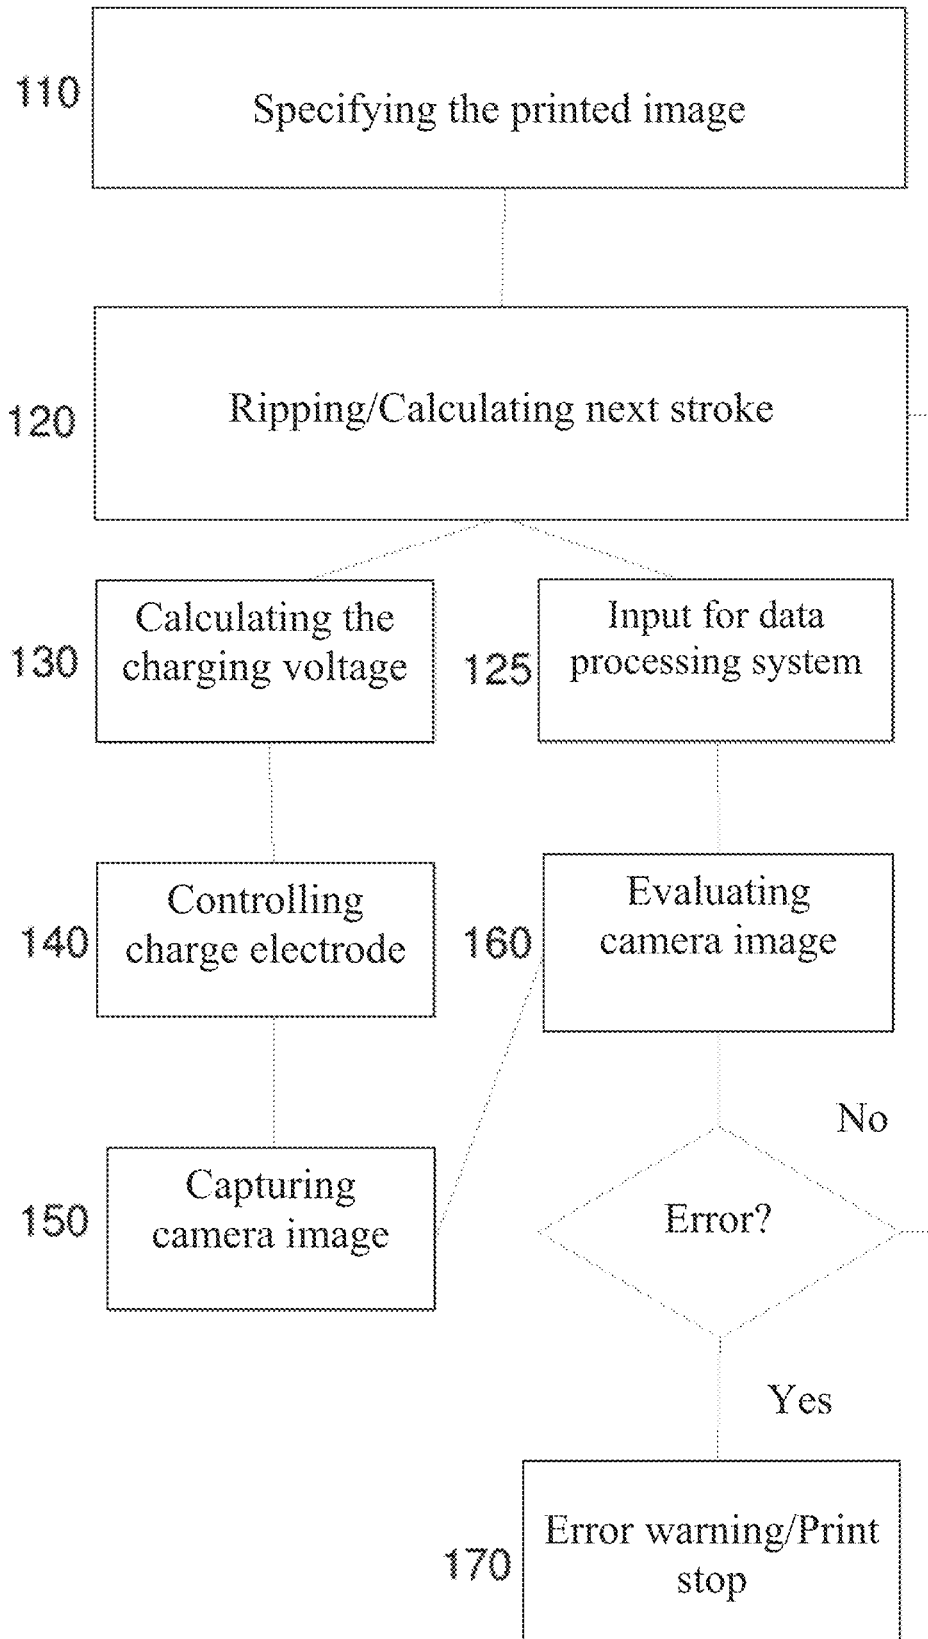 110
Specifying the printed image
120
Ripping/Calculating next stroke
130
Calculating the
charging voltage
125
Input for data
processing system
140
Controlling
charge electrode
160
Evaluating
camera image
150
Capturing
camera image
No
Error?
Yes
170
Error warning/Print
stop